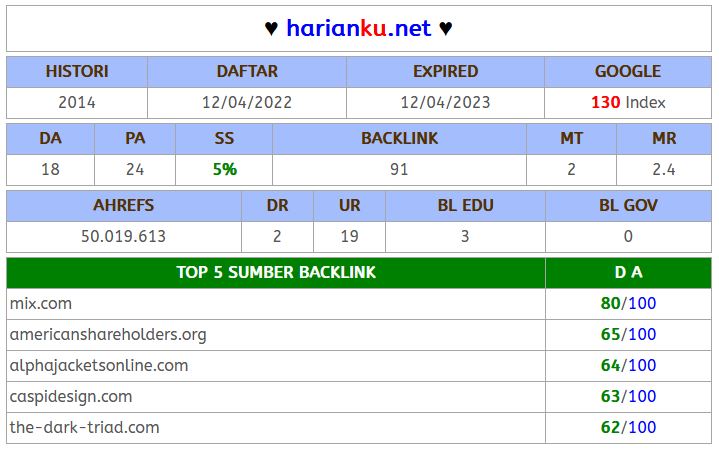 ♥ harianku.net ♥
HISTORI DAFTAR EXPIRED GOOGLE
2014 12/04/2022 12/04/2023 130 Index
DA PA SS BACKLINK MT MR
18 24 5% 91 2 2.4
AHREFS DR UR BL EDU BL GOV
50.019.613 2 19 3 0
TOP 5 SUMBER BACKLINK D A
mix.com 80/100
americanshareholders.org 65/100
alphajacketsonline.com 64/100
caspidesign.com 63/100
the-dark-triad.com 62/100